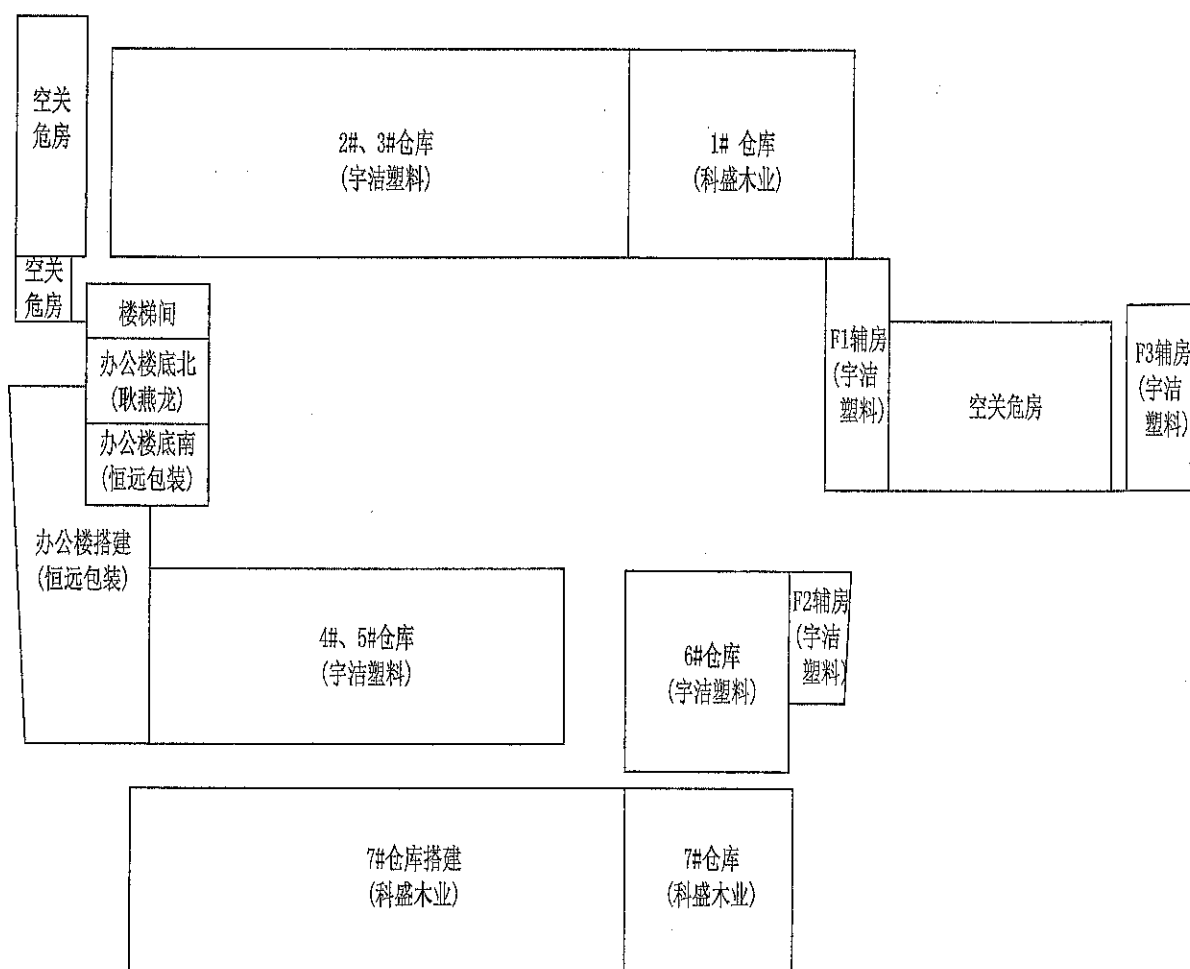 空关
危房
2#、3#仓库
(宇洁塑料)
1# 仓库
(科盛木业)
空关
危房
楼梯间
办公楼底北
(耿燕龙)
办公楼底南
(恒远包装)
F1辅房
(宇洁
塑料)
空关危房
F3辅房
(宇洁
塑料)
办公楼搭建
(恒远包装)
4#、5#仓库
(宇洁塑料)
6#仓库
(宇洁塑料)
F2辅房
(宇洁
塑料)
7#仓库搭建
(科盛木业)
7#仓库
(科盛木业)